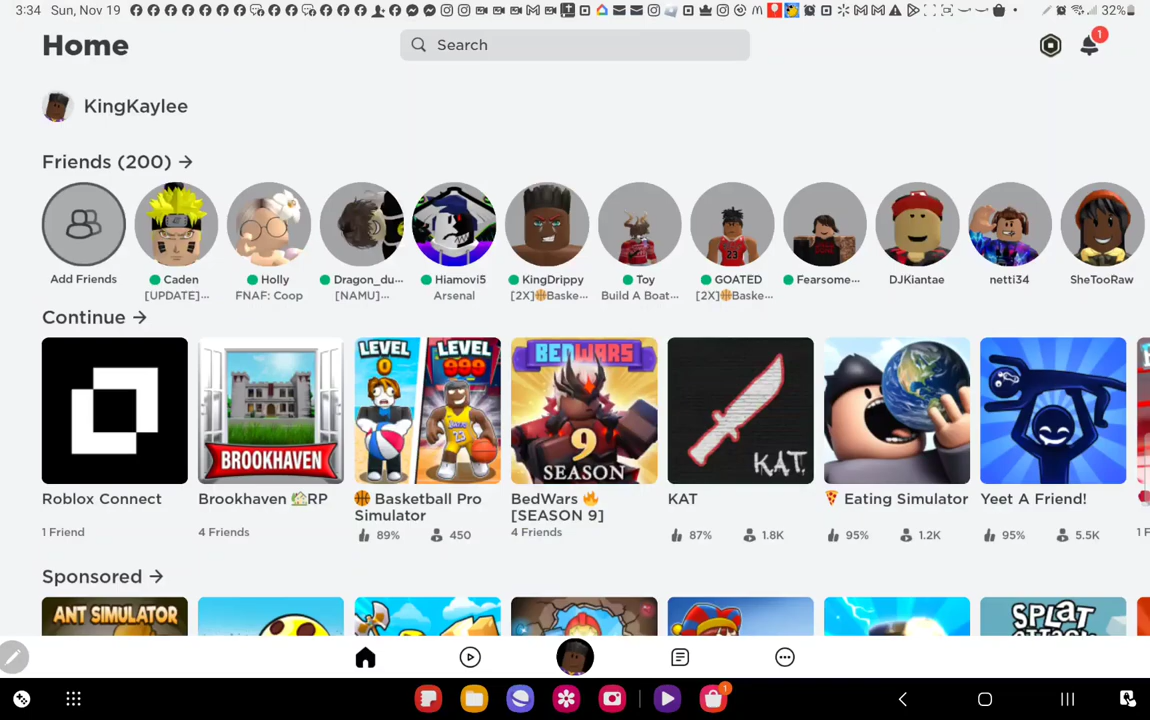 3:34 Sun, Nov 19
32%
Home
Search
1
KingKaylee
Friends (200) →
23
23
Add Friends
Caden
Holly
Dragon_du...
Hiamovi5
KingDrippy
Toy
GOATED
Fearsome...
DJKiantae
netti34
SheTooRaw
[UPDATE]...
FNAF: Coop
[NAMU]...
Arsenal
[2X]🏀Baske...
Build A Boat...
[2X]🏀Baske...
Continue →
BROOKHAVEN
LEVEL 0
LEVEL 999
BEDWARS
9
SEASON
KAT.
Roblox Connect
Brookhaven 🏡RP
🏀 Basketball Pro Simulator
BedWars 🔥 [SEASON 9]
KAT
🍕 Eating Simulator
Yeet A Friend!
1 Friend
4 Friends
89% 450
4 Friends
87% 1.8K
95% 1.2K
95% 5.5K
1 F
Sponsored →
ANT SIMULATOR
SPLAT
1